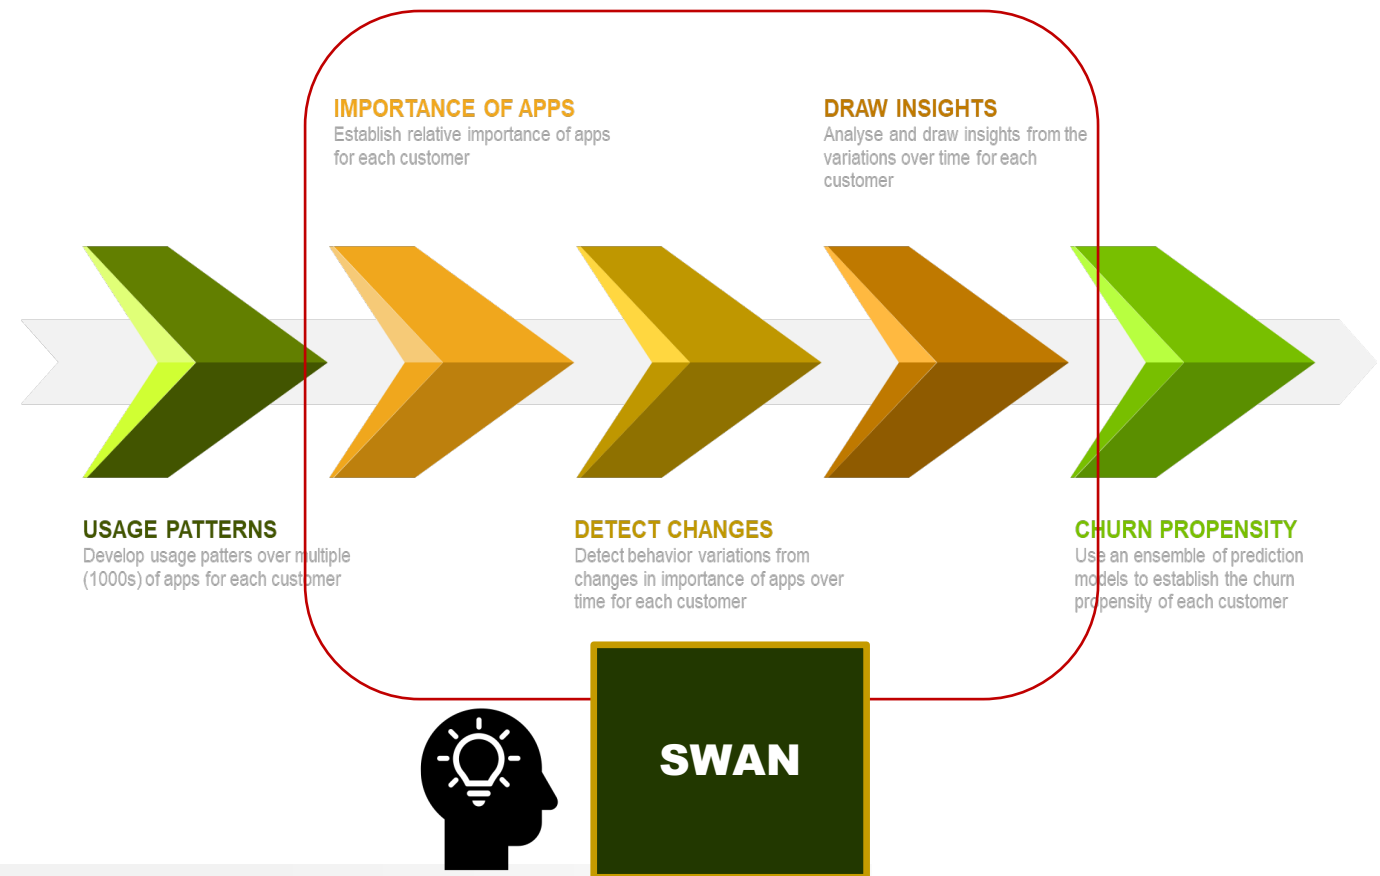 IMPORTANCE OF APPS
Establish relative importance of apps
for each customer
DRAW INSIGHTS
Analyse and draw insights from the
variations over time for each
customer
USAGE PATTERNS
Develop usage patters over multiple
(1000s) of apps for each customer
DETECT CHANGES
Detect behavior variations from
changes in importance of apps over
time for each customer
CHURN PROPENSITY
Use an ensemble of prediction
models to establish the churn
propensity of each customer
SWAN